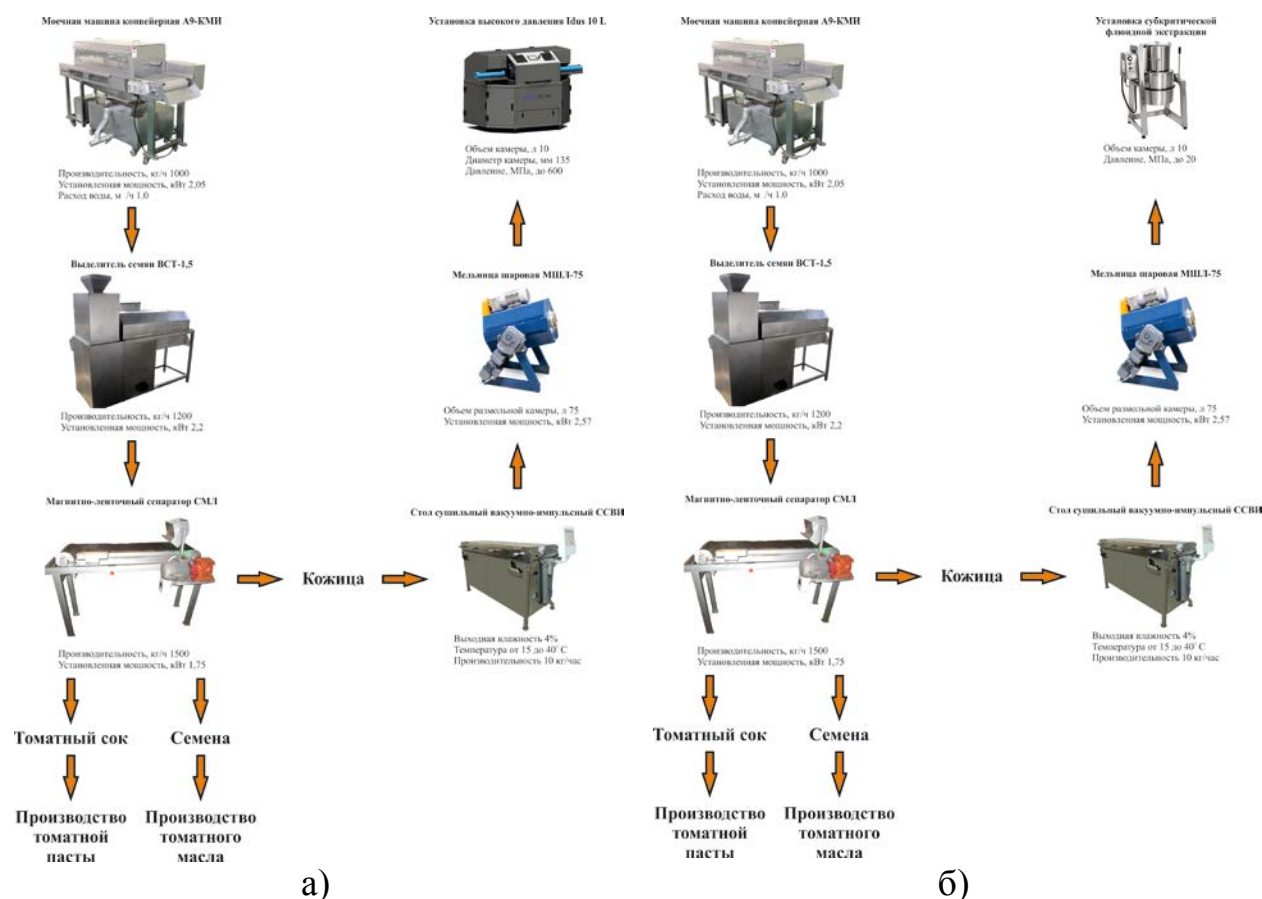 Моечная машина конвейерная А9-КМИ
Производительность, кг/ч 1000
Установленная мощность, кВт 2,05
Расход воды, м /ч 1.0
Выделитель семян ВСТ-1,5
Производительность, кг/ч 1200
Установленная мощность, кВт 2,2
Магнитно-ленточный сепаратор СМЛ
Производительность, кг/ч 1500
Установленная мощность, кВт 1,75
Томатный сок
Семена
Производство
томатной
пасты
Производство
томатного
масла
Кожица
Стол сушильный вакуумно-импульсный ССВИ
Выходная влажность 4%
Температура от 15 до 40° С
Производительность 10 кг/час
Мельница шаровая МШЛ-75
Объем размольной камеры, л 75
Установленная мощность, кВт 2,57
Установка высокого давления Idus 10 L
Объем камеры, л 10
Диаметр камеры, мм 135
Давление, МПа, до 600
а)
Моечная машина конвейерная А9-КМИ
Производительность, кг/ч 1000
Установленная мощность, кВт 2,05
Расход воды, м /ч 1.0
Выделитель семян ВСТ-1,5
Производительность, кг/ч 1200
Установленная мощность, кВт 2,2
Магнитно-ленточный сепаратор СМЛ
Производительность, кг/ч 1500
Установленная мощность, кВт 1,75
Томатный сок
Семена
Производство
томатной
пасты
Производство
томатного
масла
Кожица
Стол сушильный вакуумно-импульсный ССВИ
Выходная влажность 4%
Температура от 15 до 40° С
Производительность 10 кг/час
Мельница шаровая МШЛ-75
Объем размольной камеры, л 75
Установленная мощность, кВт 2,57
Установка субкритической
флюидной экстракции
Объем камеры, л 10
Давление, МПа, до 20
б)